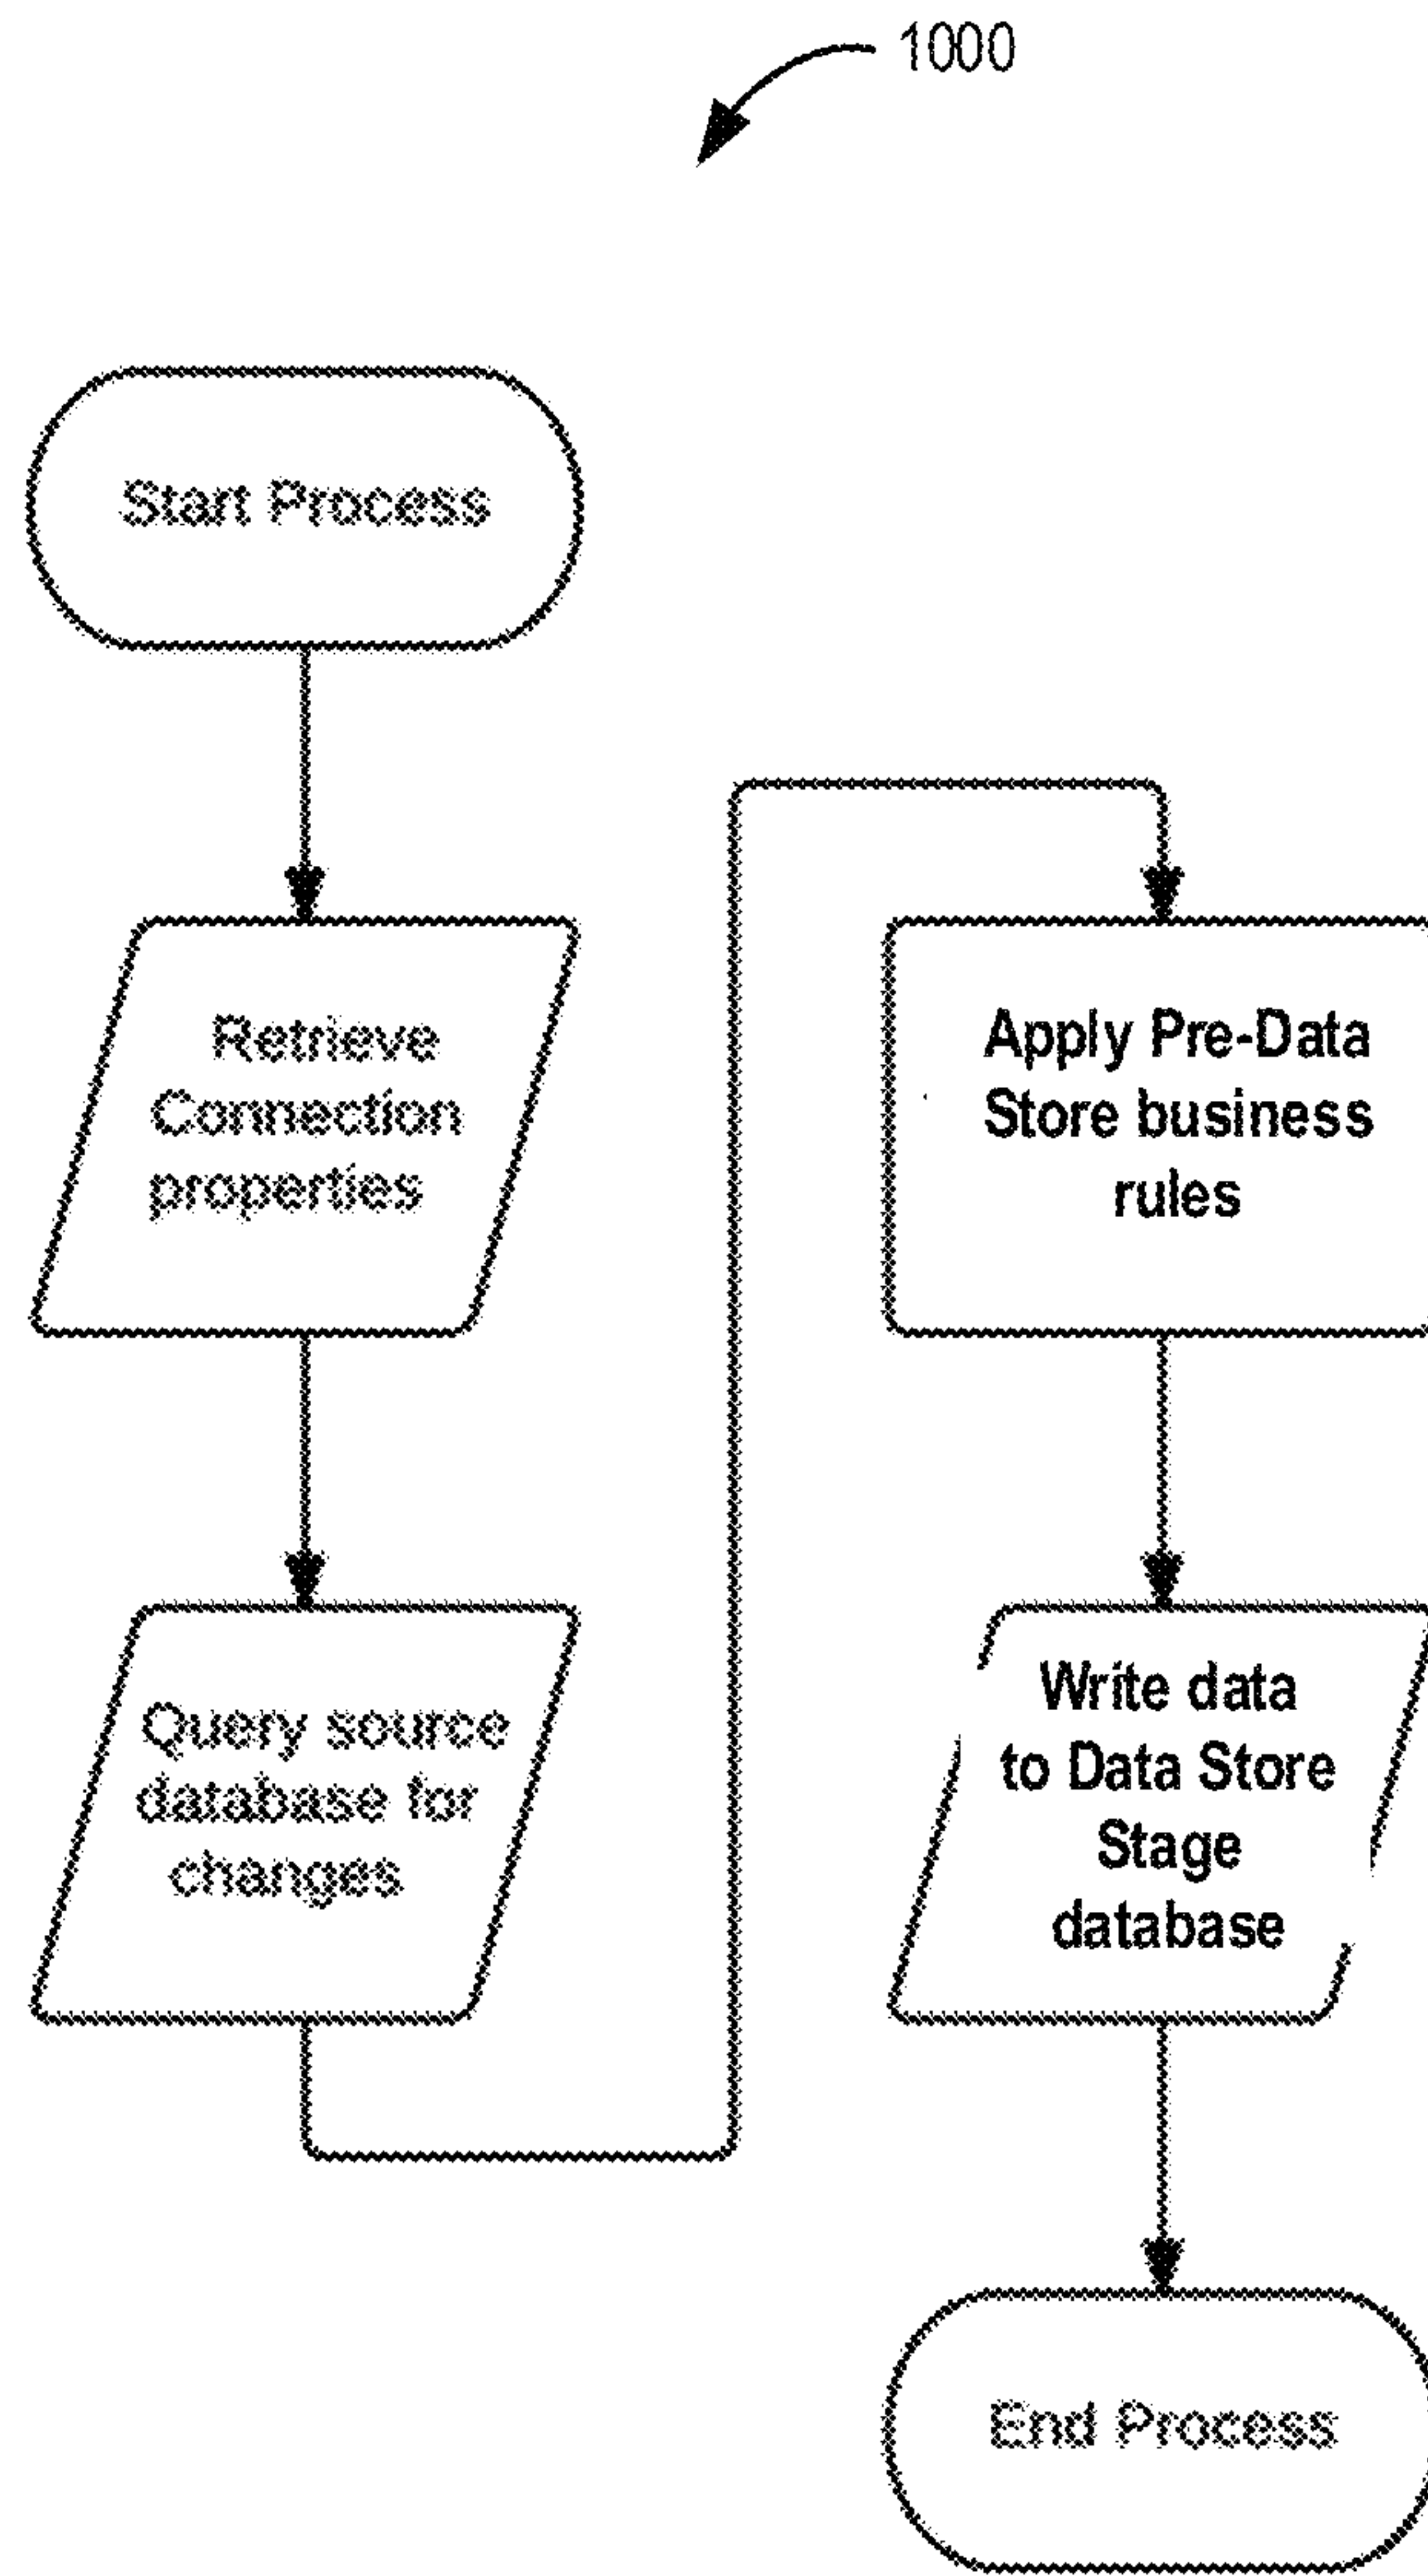 1000
Start Process
Retrieve
Connection
properties
Query source
database for
changes
Apply Pre-Data
Store business
rules
Write data
to Data Store
Stage
database
End Process